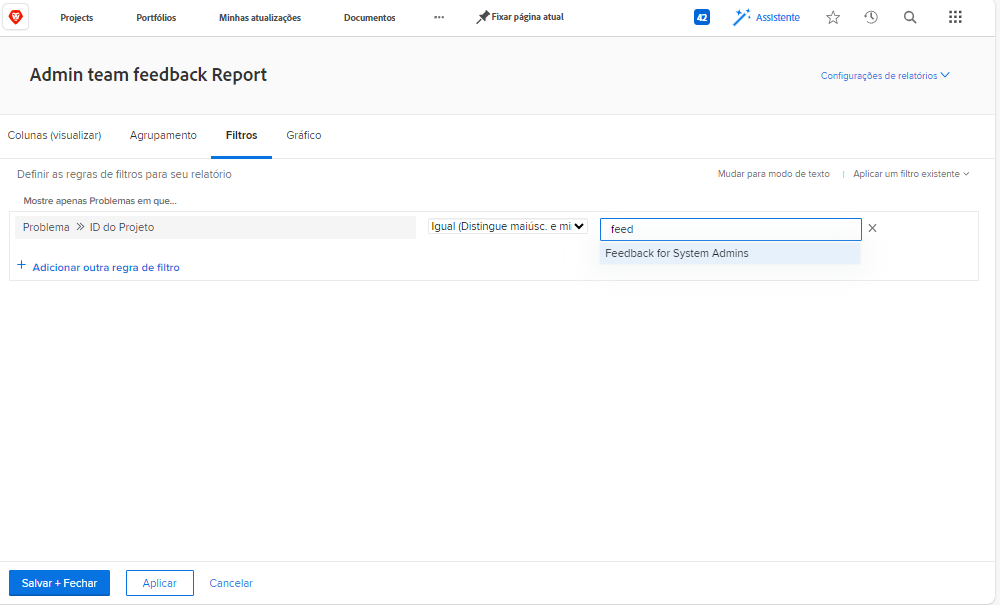 Projects Portfólios Minhas atualizações Documentos ••• Fixar página atual 42 Assistente
Admin team feedback Report
Configurações de relatórios
Colunas (visualizar) Agrupamento Filtros Gráfico
Definir as regras de filtros para seu relatório
Mudar para modo de texto | Aplicar um filtro existente
Mostre apenas Problemas em que...
Problema » ID do Projeto Igual (Distingue maiúsc. e mi feed
Feedback for System Admins
+ Adicionar outra regra de filtro
Salvar + Fechar Aplicar Cancelar